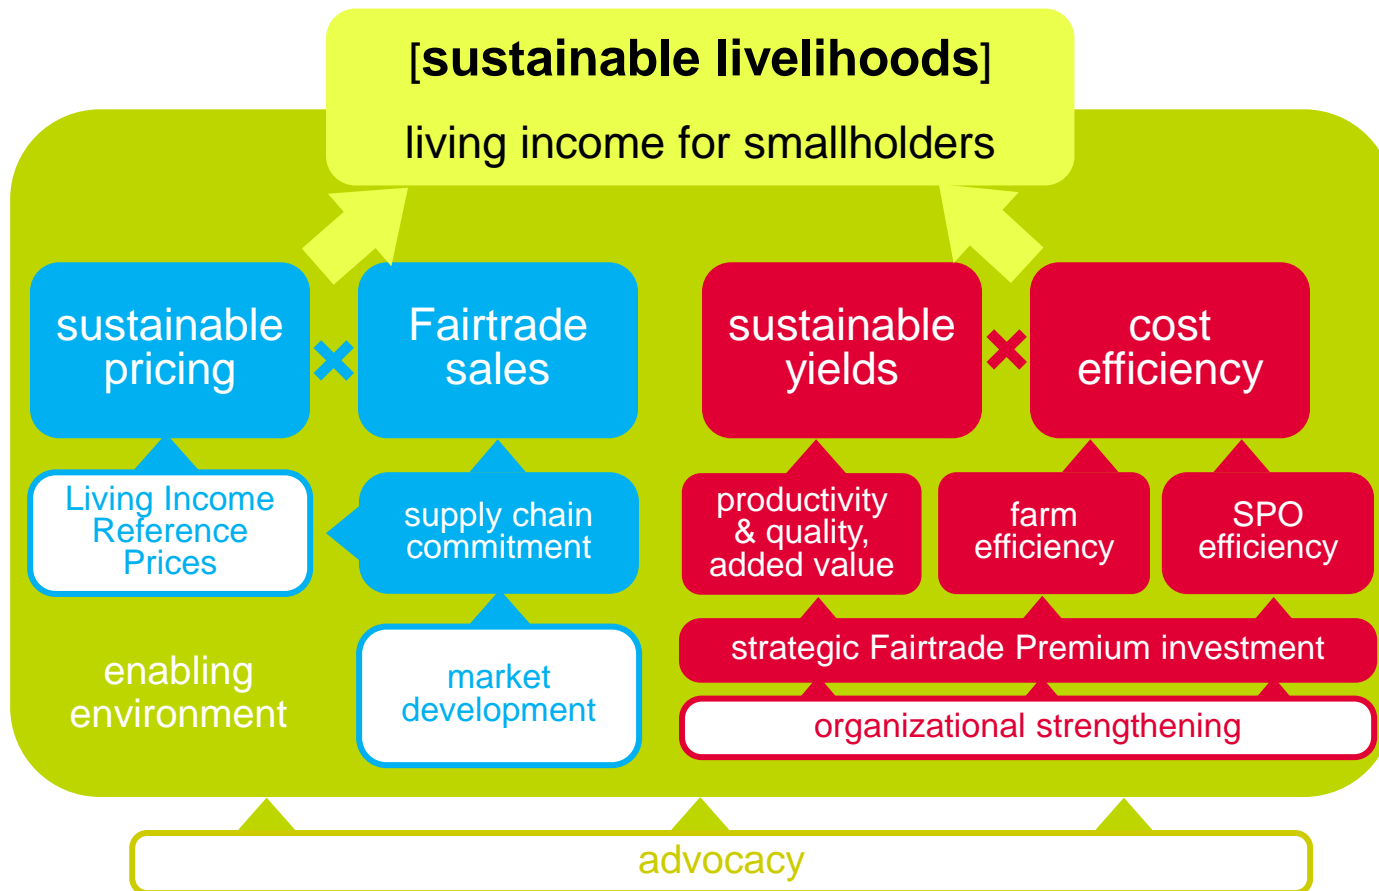 [sustainable livelihoods]
living income for smallholders
sustainable
pricing
×
Fairtrade
sales
sustainable
yields
×
cost
efficiency
Living Income
Reference
Prices
supply chain
commitment
productivity
& quality,
added value
farm
efficiency
SPO
efficiency
enabling
environment
market
development
strategic Fairtrade Premium investment
organizational strengthening
advocacy